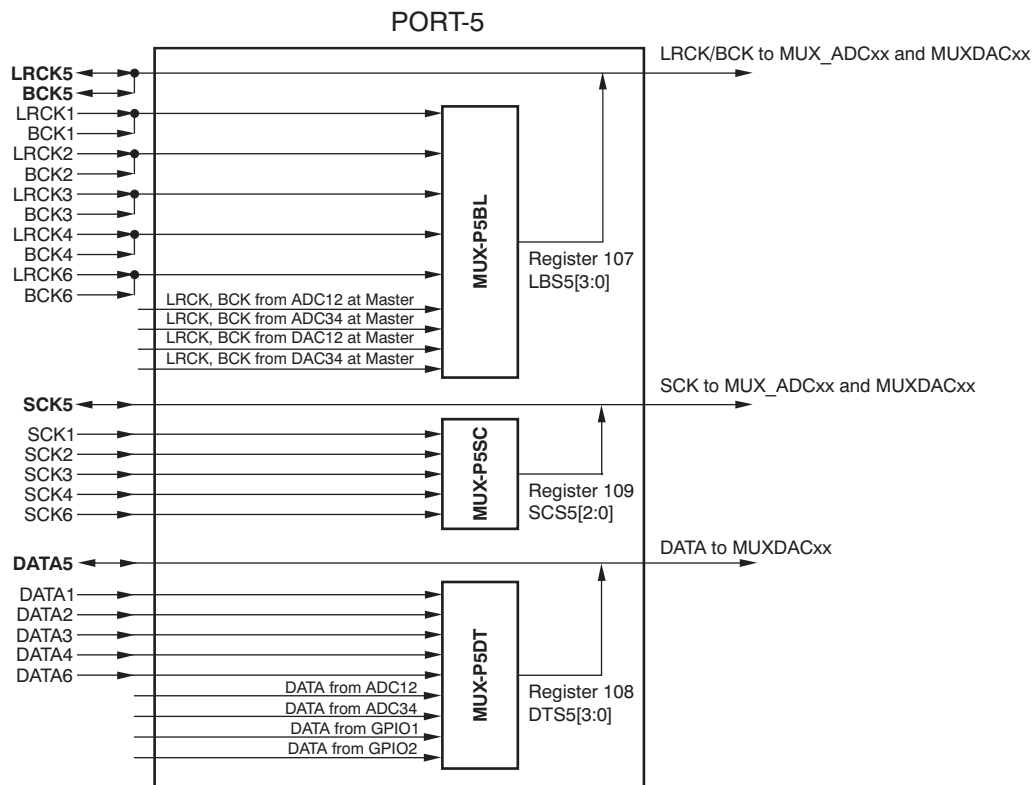 PORT-5
LRCK/BCK to MUX_ADCxx and MUXDACxx
LRCK5
BCK5
LRCK1
BCK1
LRCK2
BCK2
LRCK3
BCK3
LRCK4
BCK4
LRCK6
BCK6
LRCK, BCK from ADC12 at Master
LRCK, BCK from ADC34 at Master
LRCK, BCK from DAC12 at Master
LRCK, BCK from DAC34 at Master
MUX-P5BL
Register 107
LBS5[3:0]
SCK to MUX_ADCxx and MUXDACxx
SCK5
SCK1
SCK2
SCK3
SCK4
SCK6
MUX-P5SC
Register 109
SCS5[2:0]
DATA to MUXDACxx
DATA5
DATA1
DATA2
DATA3
DATA4
DATA6
DATA from ADC12
DATA from ADC34
DATA from GPIO1
DATA from GPIO2
MUX-P5DT
Register 108
DTS5[3:0]